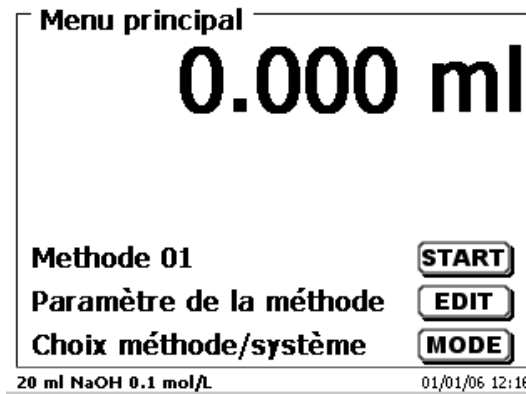 Menu principal
0.000 ml
Methode 01 START
Paramètre de la méthode EDIT
Choix méthode/système MODE
20 ml NaOH 0.1 mol/L 01/01/06 12:16